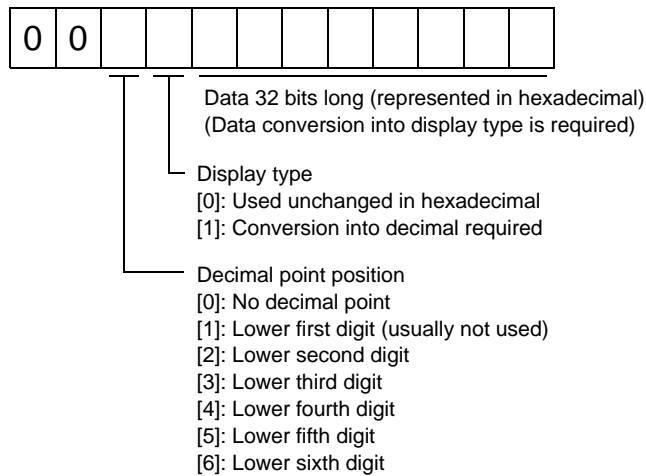 0 0
Data 32 bits long (represented in hexadecimal)
(Data conversion into display type is required)
Display type
[0]: Used unchanged in hexadecimal
[1]: Conversion into decimal required
Decimal point position
[0]: No decimal point
[1]: Lower first digit (usually not used)
[2]: Lower second digit
[3]: Lower third digit
[4]: Lower fourth digit
[5]: Lower fifth digit
[6]: Lower sixth digit